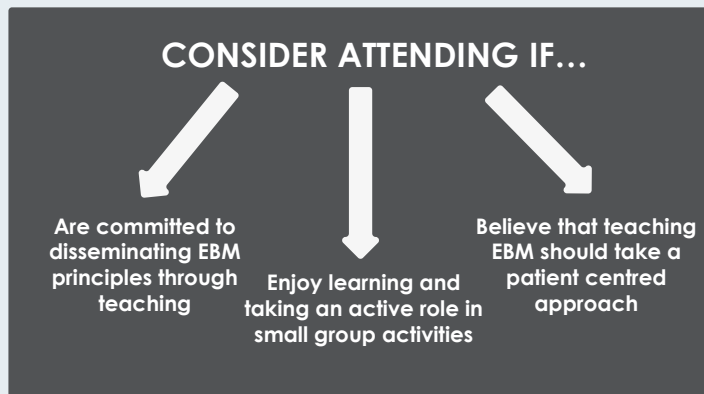 CONSIDER ATTENDING IF…
Are committed to
disseminating EBM
principles through
teaching
Enjoy learning and
taking an active role in
small group activities
Believe that teaching
EBM should take a
patient centred
approach